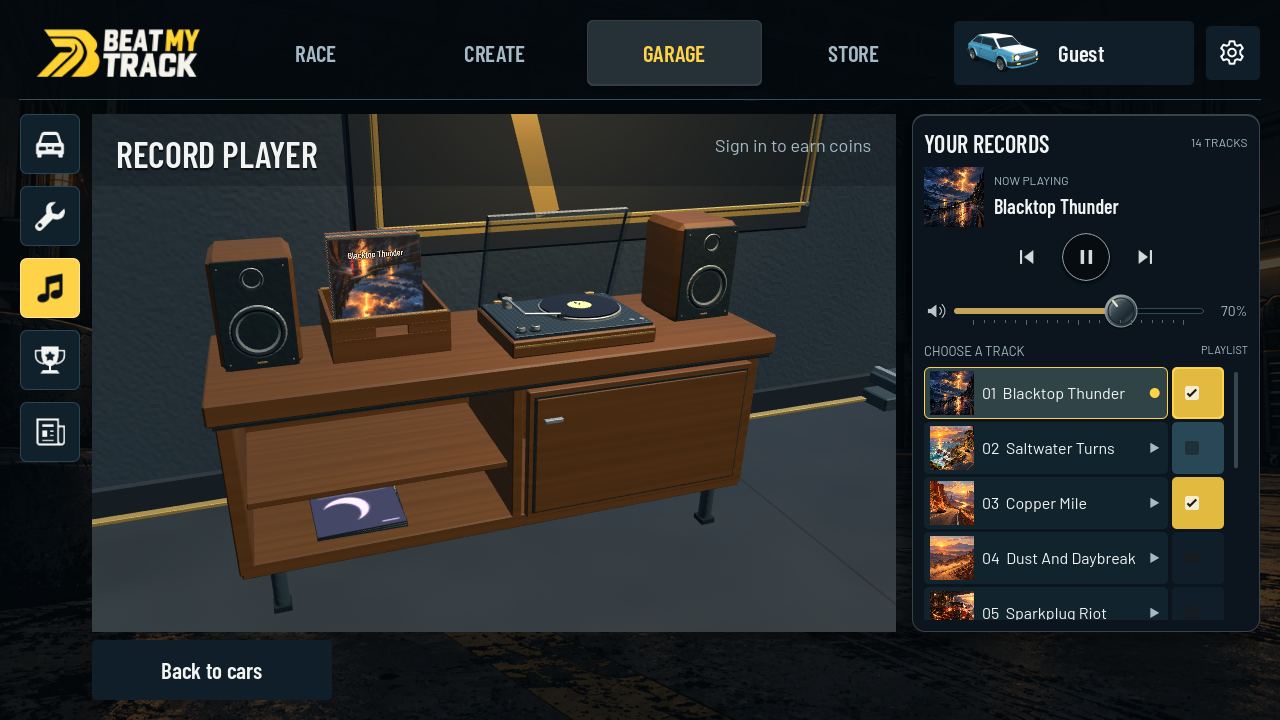 BEAT MY TRACK
RACE
CREATE
GARAGE
STORE
Guest
RECORD PLAYER
Sign in to earn coins
Blacktop Thunder
YOUR RECORDS
14 TRACKS
NOW PLAYING
Blacktop Thunder
70%
CHOOSE A TRACK
PLAYLIST
01 Blacktop Thunder
02 Saltwater Turns
03 Copper Mile
04 Dust And Daybreak
05 Sparkplug Riot
Back to cars